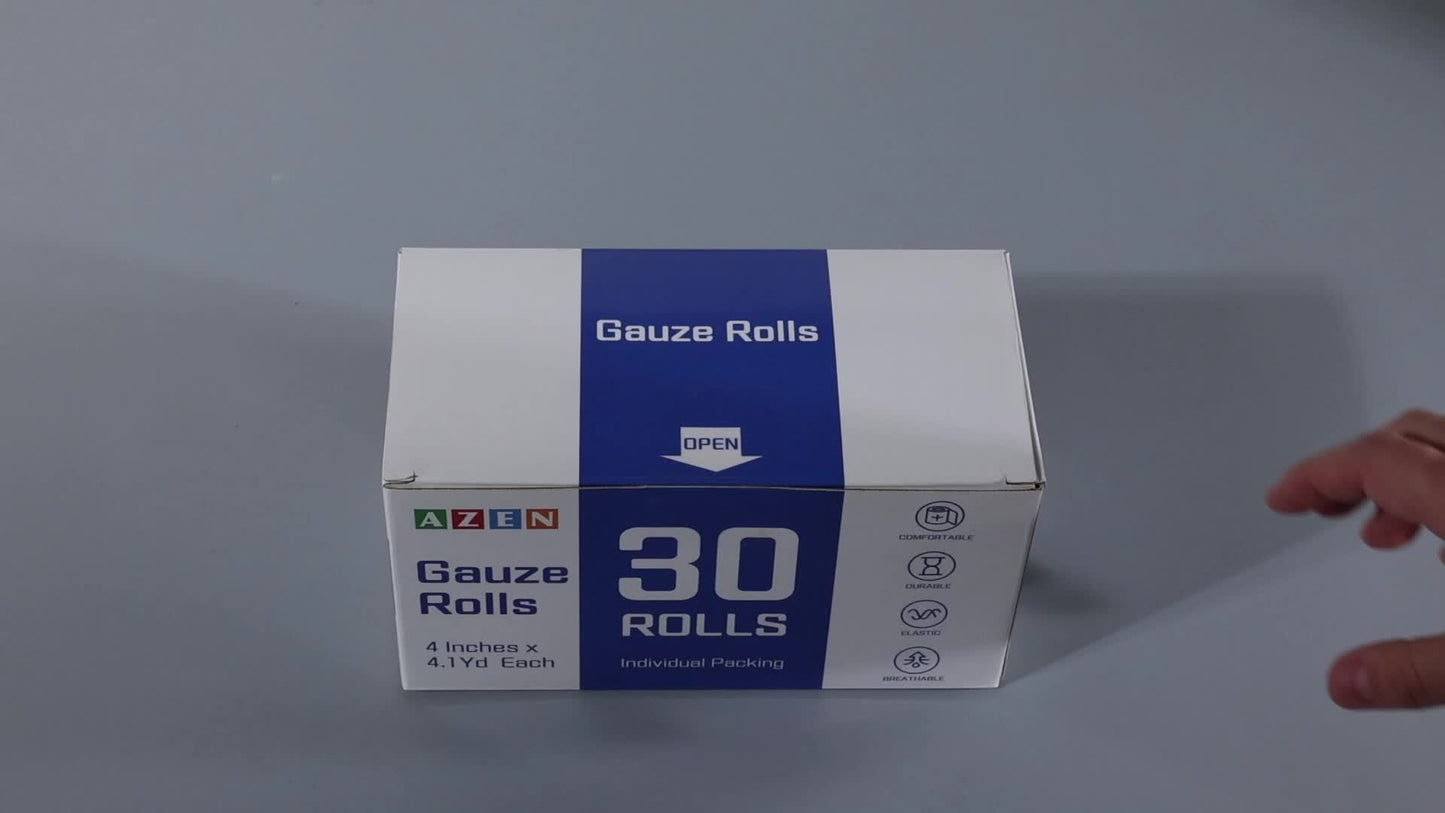 Gauze Rolls
OPEN
AZEN
Gauze
Rolls
4 Inches x
4.1Yd Each
30
ROLLS
Individual Packing
COMFORTABLE
DURABLE
ELASTIC
BREATHABLE